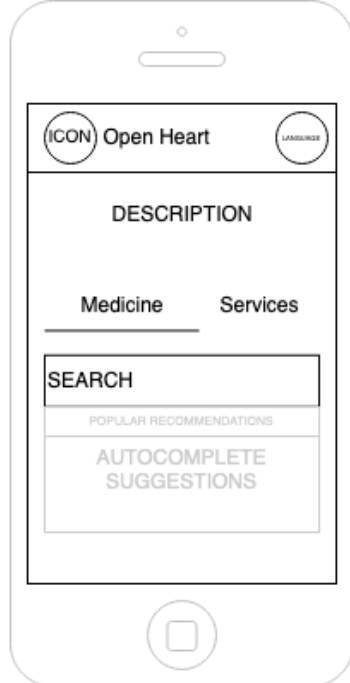 ICON Open Heart LANGUAGE
DESCRIPTION
Medicine Services
SEARCH
POPULAR RECOMMENDATIONS
AUTOCOMPLETE
SUGGESTIONS